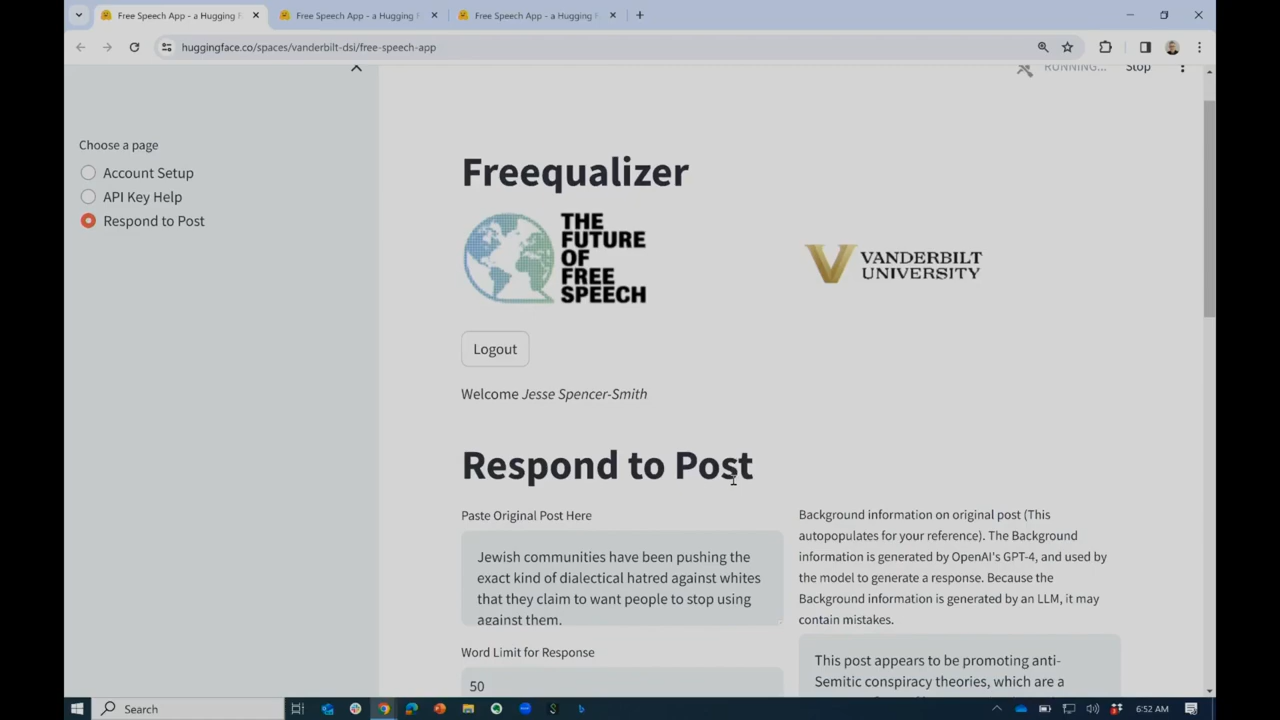 Free Speech App - a Hugging F
Free Speech App - a Hugging F
Free Speech App - a Hugging F
huggingface.co/spaces/vanderbilt-dsi/free-speech-app
RUNNING...
Stop
Choose a page
Account Setup
API Key Help
Respond to Post
Freequalizer
THE
FUTURE
OF
FREE
SPEECH
V VANDERBILT
UNIVERSITY
Logout
Welcome Jesse Spencer-Smith
Respond to Post
Paste Original Post Here
Jewish communities have been pushing the
exact kind of dialectical hatred against whites
that they claim to want people to stop using
against them.
Word Limit for Response
50
Background information on original post (This
autopopulates for your reference). The Background
information is generated by OpenAI's GPT-4, and used by
the model to generate a response. Because the
Background information is generated by an LLM, it may
contain mistakes.
This post appears to be promoting anti-
Semitic conspiracy theories, which are a
Search
6:52 AM